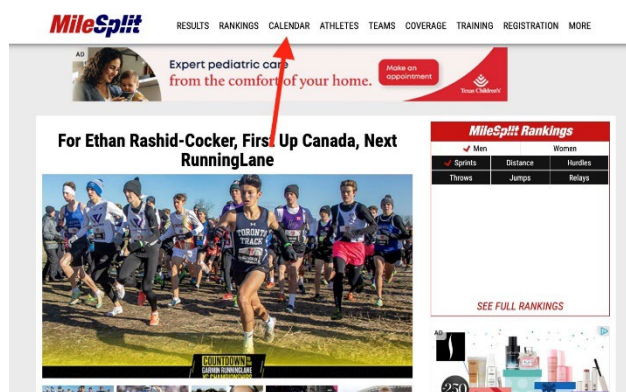 MileSplit
RESULTS RANKINGS CALENDAR ATHLETES TEAMS COVERAGE TRAINING REGISTRATION MORE
AD
Expert pediatric care
from the comfort of your home.
Make an
appointment
Texas Children's
For Ethan Rashid-Cocker, First Up Canada, Next
RunningLane
TORONTO
TRACK
COUNTDOWN
GARMIN RUNNINGLANE
XC CHAMPIONSHIPS
MileSplit Rankings
Men Women
Sprints Distance Hurdles
Throws Jumps Relays
SEE FULL RANKINGS
AD
250